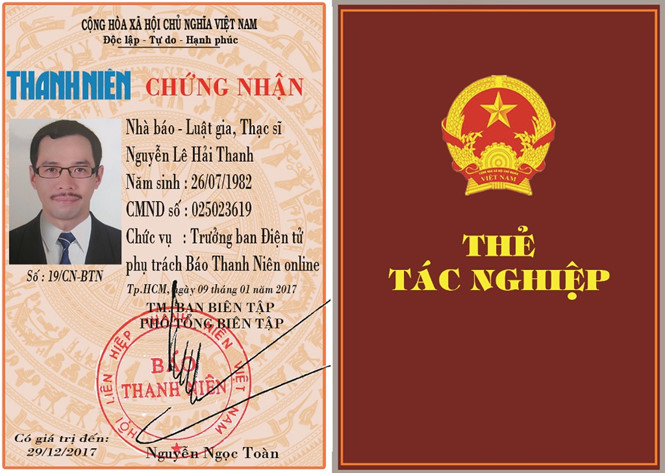 CỘNG HÒA XÃ HỘI CHỦ NGHĨA VIỆT NAM
Độc lập - Tự do - Hạnh phúc
THANH NIÊN CHỨNG NHẬN
Nhà báo - Luật gia, Thạc sĩ
Nguyễn Lê Hải Thanh
Năm sinh : 26/07/1982
CMND số : 025023619
Chức vụ : Trưởng ban Điện tử
phụ trách Báo Thanh Niên online
Số : 19/CN-BTN
Tp.HCM, ngày 09 tháng 01 năm 2017
TM. BAN BIÊN TẬP
PHÓ TỔNG BIÊN TẬP
HỘI LIÊN HIỆP THANH NIÊN VIỆT NAM
BÁO
THANH NIÊN
Có giá trị đến:
29/12/2017
Nguyễn Ngọc Toàn
VIỆT NAM
THẺ
TÁC NGHIỆP